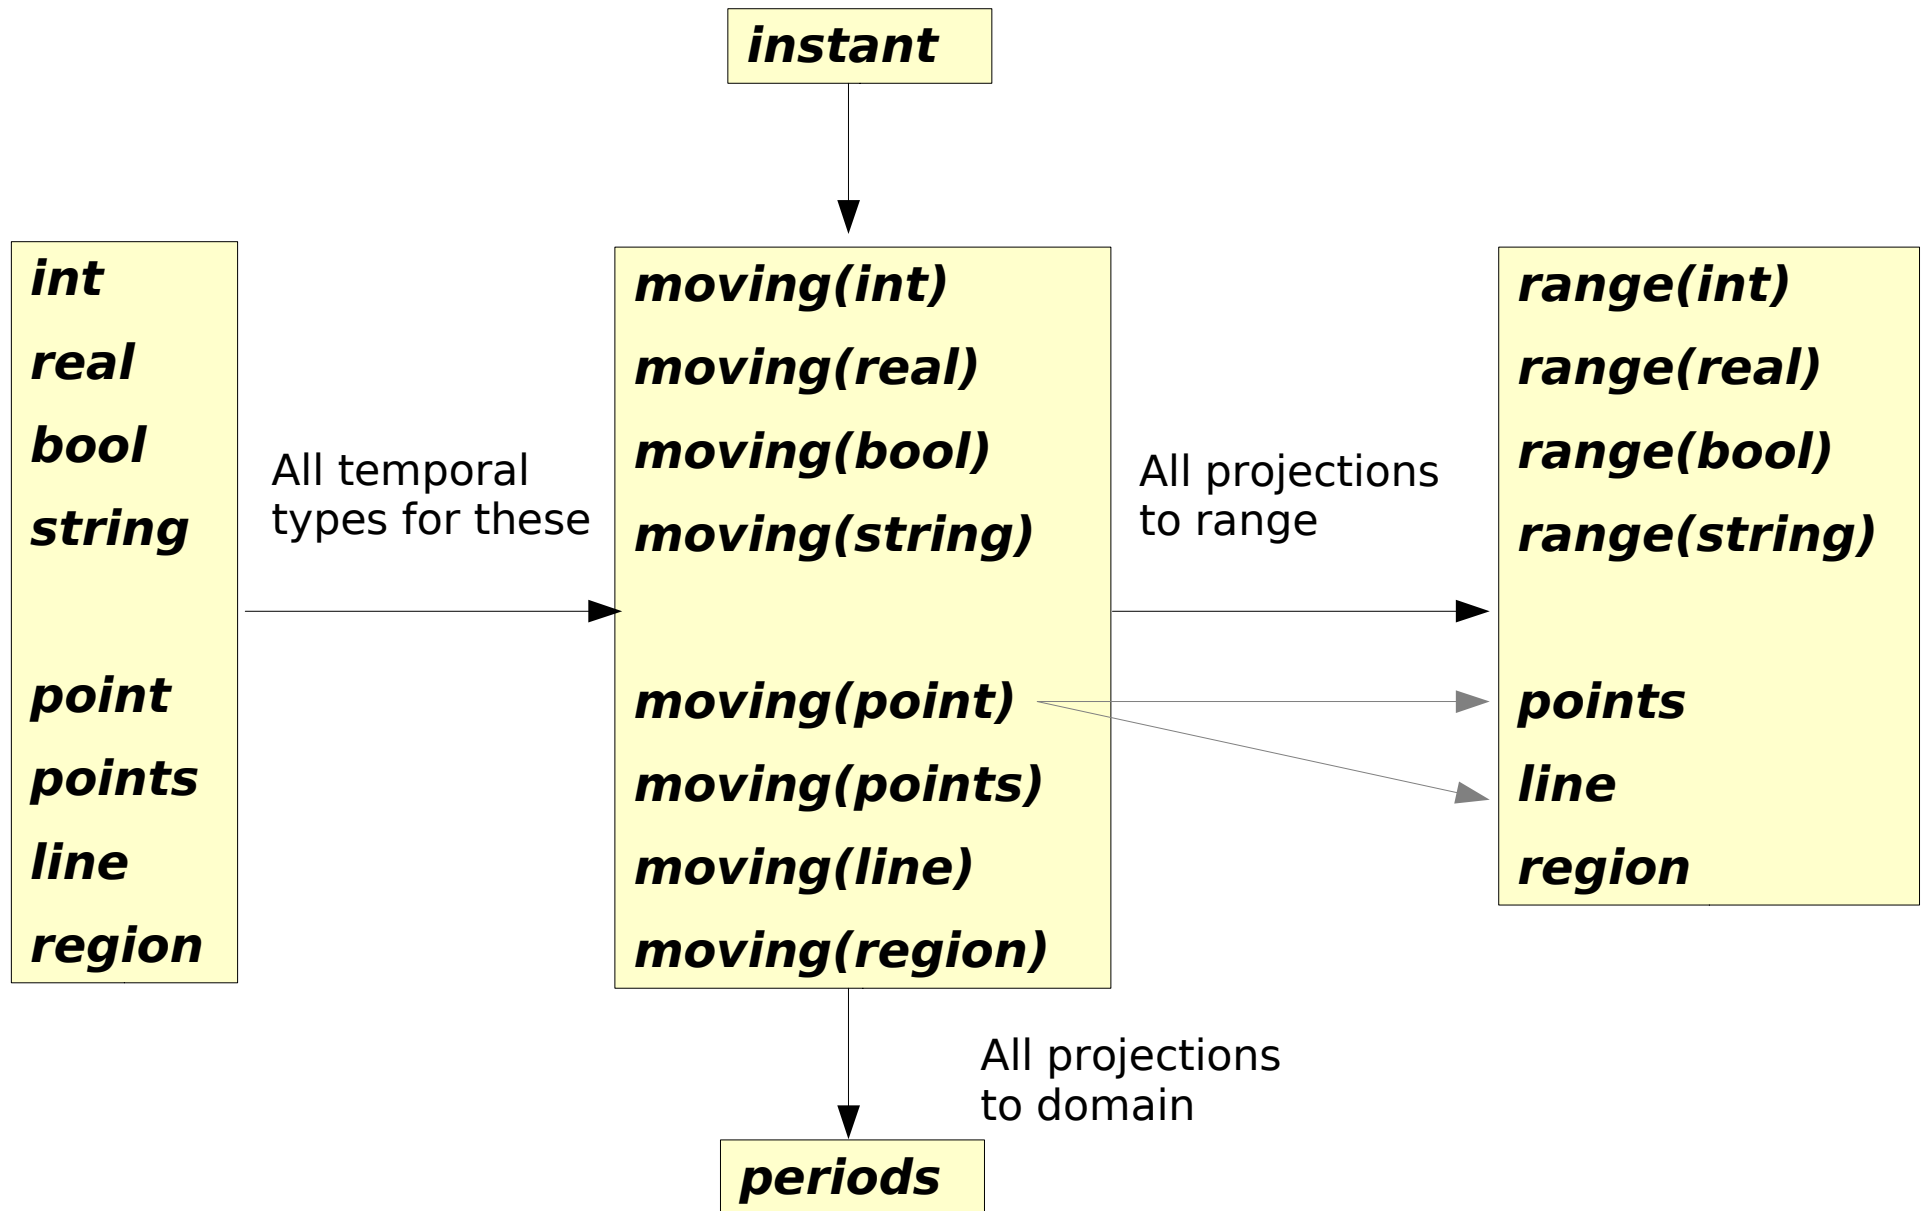 instant
int
real
bool
string
point
points
line
region
All temporal
types for these
moving(int)
moving(real)
moving(bool)
moving(string)
moving(point)
moving(points)
moving(line)
moving(region)
All projections
to range
range(int)
range(real)
range(bool)
range(string)
points
line
region
All projections
to domain
periods